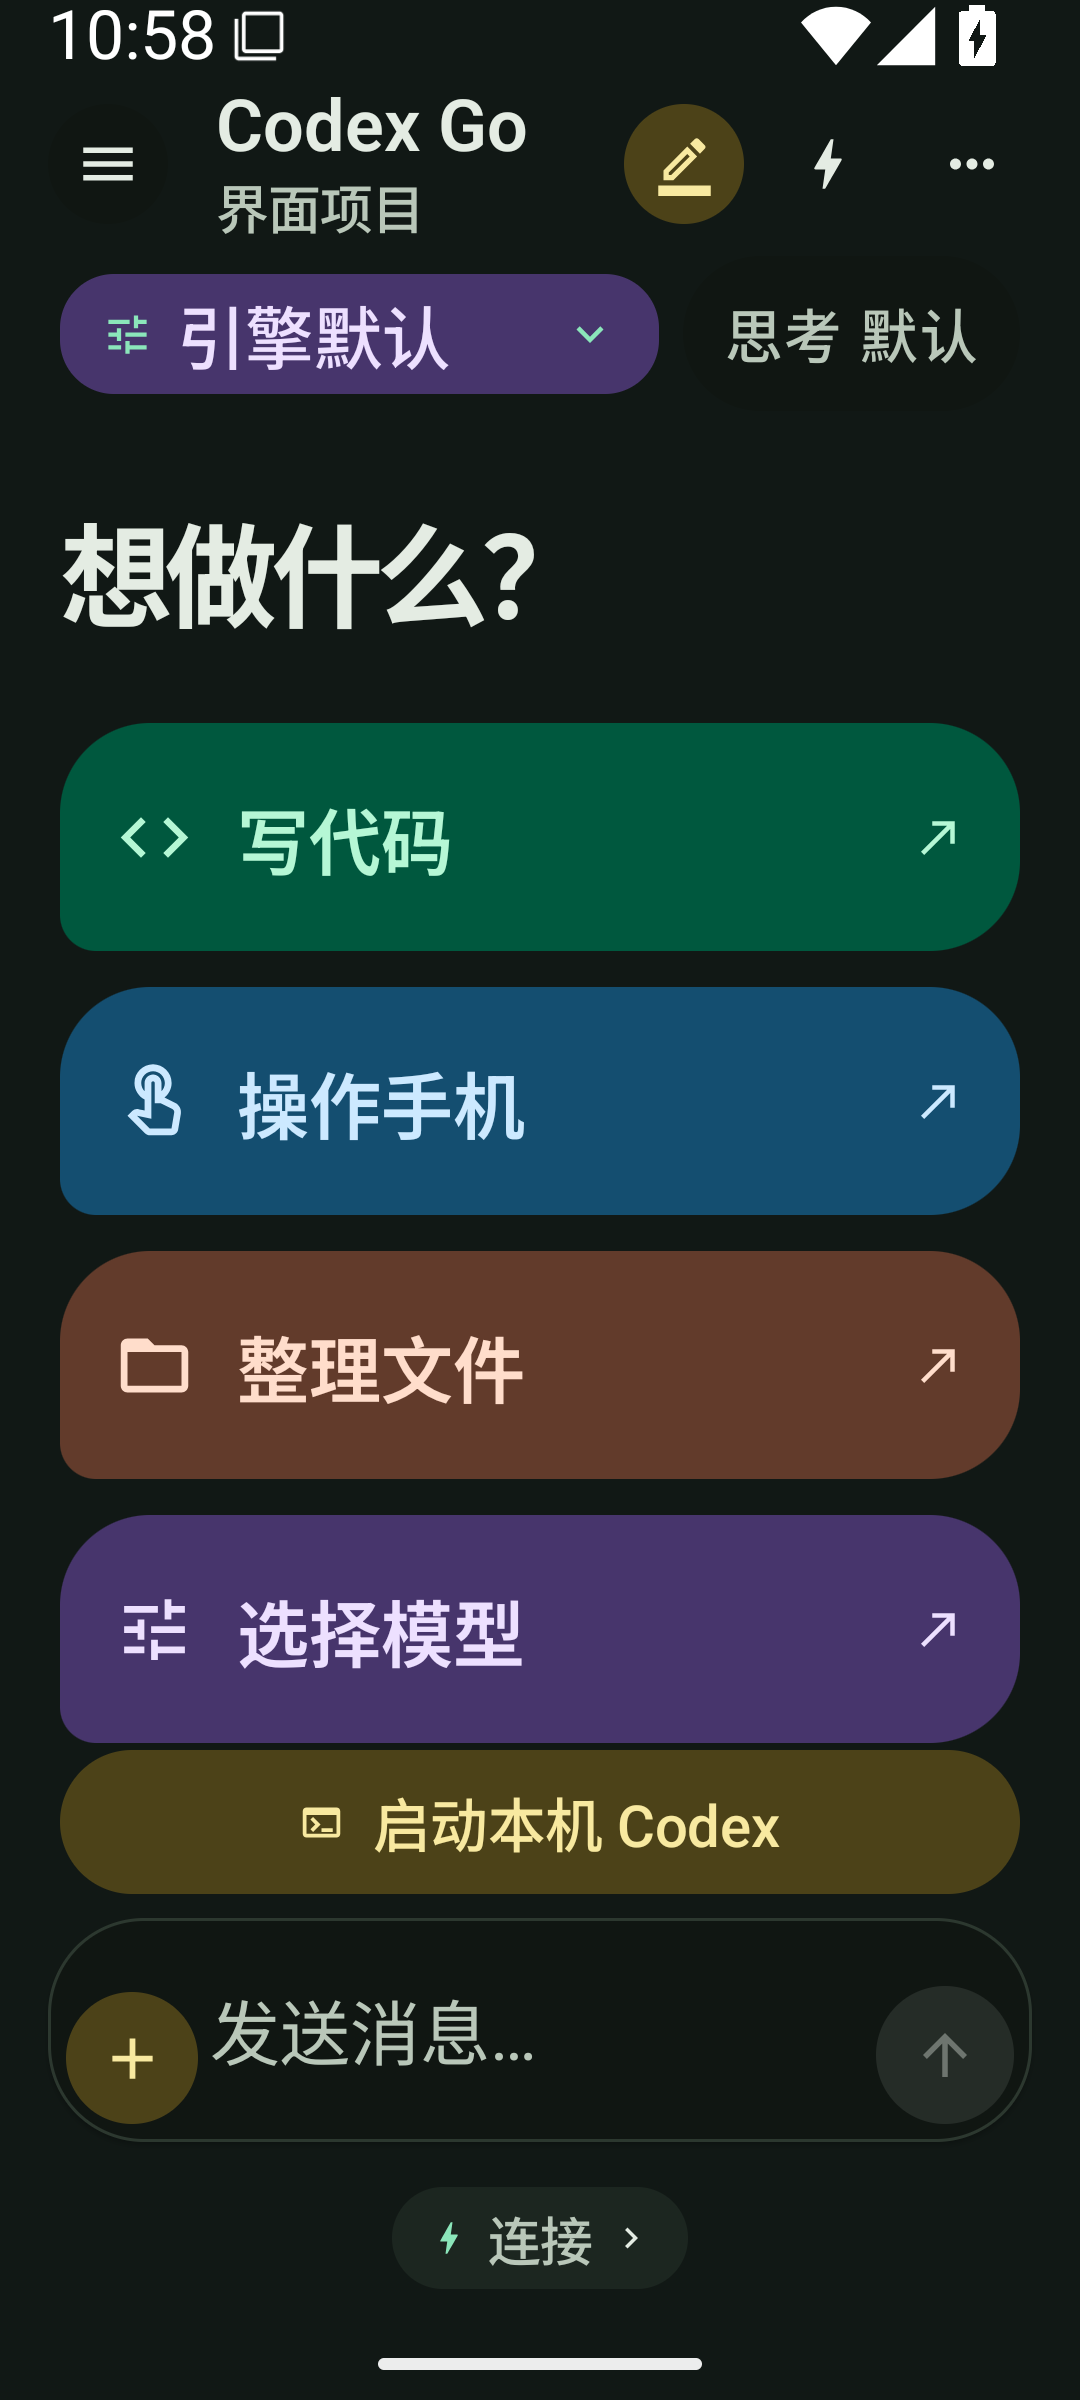 10:58
Codex Go
界面项目
引擎默认
思考 默认
想做什么？
写代码
操作手机
整理文件
选择模型
启动本机 Codex
发送消息…
连接